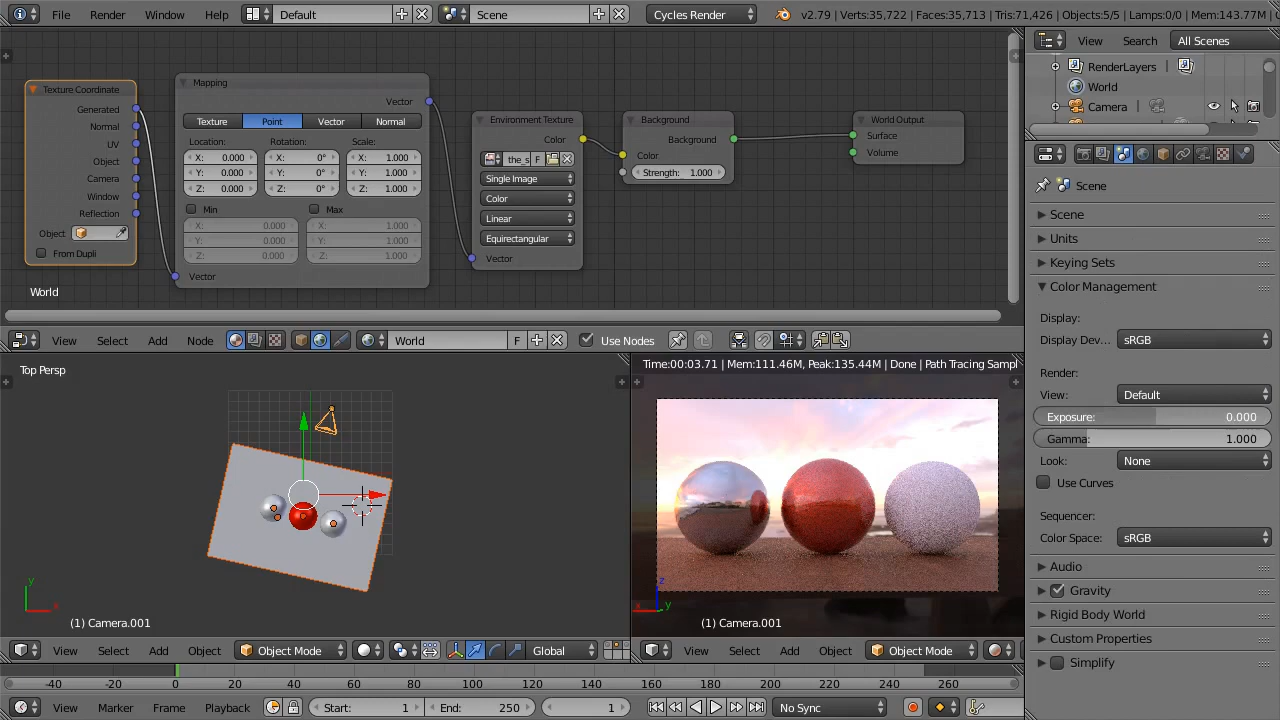 File Render Window Help Default Scene Cycles Render v2.79 | Verts:35,722 | Faces:35,713 | Tris:71,426 | Objects:5/5 | Lamps:0/0 | Mem:143.77M
View Search All Scenes
RenderLayers
World
Camera
Texture Coordinate
Generated
Normal
UV
Object
Camera
Window
Reflection
Object
From Dupli
World
Mapping
Vector
Texture Point Vector Normal
Location: Rotation: Scale:
X: 0.000 X: 0° X: 1.000
Y: 0.000 Y: 0° Y: 1.000
Z: 0.000 Z: 0° Z: 1.000
Min Max
X: 0.000 X: 1.000
Y: 0.000 Y: 1.000
Z: 0.000 Z: 1.000
Vector
Environment Texture
Color
the_s F
Single Image
Color
Linear
Equirectangular
Vector
Background
Background
Color
Strength: 1.000
World Output
Surface
Volume
View Select Add Node World F Use Nodes
Scene
Scene
Units
Keying Sets
Color Management
Display:
Display Dev... sRGB
Render:
View: Default
Exposure: 0.000
Gamma: 1.000
Look: None
Use Curves
Sequencer:
Color Space: sRGB
Audio
Gravity
Rigid Body World
Custom Properties
Simplify
Top Persp
y
x
(1) Camera.001
View Select Add Object Object Mode Global
Time:00:03.71 | Mem:111.46M, Peak:135.44M | Done | Path Tracing Sampl
z
x y
(1) Camera.001
View Select Add Object Object Mode
-40 -20 0 20 40 60 80 100 120 140 160 180 200 220 240 260
View Marker Frame Playback Start: 1 End: 250 1 No Sync